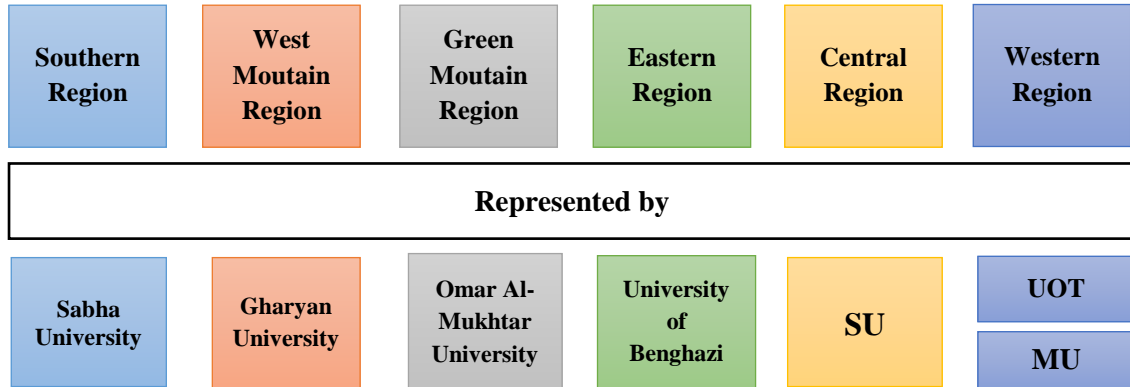 Southern
Region
West
Moutain
Region
Green
Moutain
Region
Eastern
Region
Central
Region
Western
Region
Represented by
Sabha
University
Gharyan
University
Omar Al-
Mukhtar
University
University
of
Benghazi
SU
UOT
MU